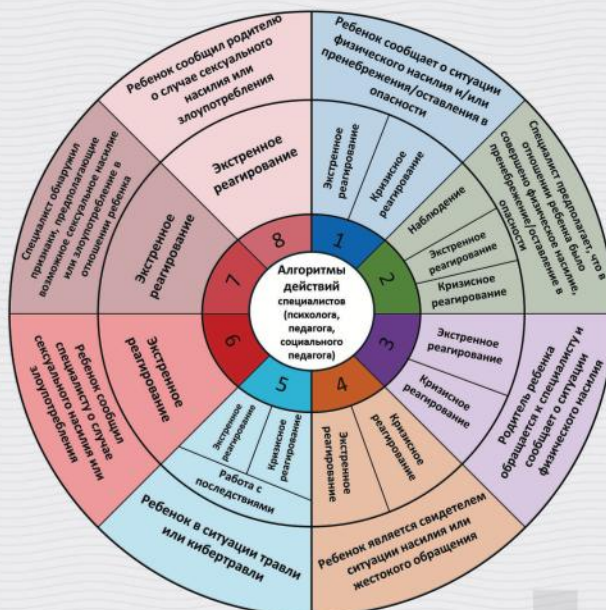 Алгоритмы
действий
специалистов
(психолога,
педагога,
социального
педагога)
1
Ребенок сообщает о ситуации
физического насилия и/или
пренебрежения/оставления в
опасности
Экстренное
реагирование
Кризисное
реагирование
2
Специалист предполагает, что в
отношении ребенка было
совершено физическое насилие,
пренебрежение/оставление в
опасности
Наблюдение
Экстренное
реагирование
Кризисное
реагирование
3
Родитель ребенка
обращается к специалисту и
сообщает о ситуации
физического насилия
Экстренное
реагирование
Кризисное
реагирование
4
Ребенок является свидетелем
ситуации насилия или
жестокого обращения
Экстренное
реагирование
Кризисное
реагирование
5
Ребенок в ситуации травли
или кибертравли
Экстренное
реагирование
Кризисное
реагирование
Работа с
последствиями
6
Ребенок сообщил
специалисту о случае
сексуального насилия или
злоупотребления
Экстренное
реагирование
7
Специалист обнаружил
признаки, предполагающие
возможное сексуальное насилие
или злоупотребление в
отношении ребенка
Экстренное
реагирование
8
Ребенок сообщил родителю
о случае сексуального
насилия или
злоупотребления
Экстренное
реагирование